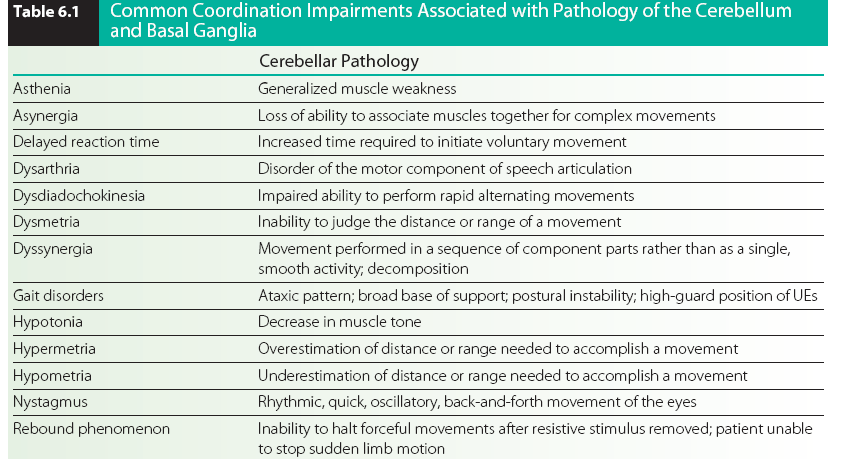 Table 6.1 Common Coordination Impairments Associated with Pathology of the Cerebellum
and Basal Ganglia
Cerebellar Pathology
Asthenia Generalized muscle weakness
Asynergia Loss of ability to associate muscles together for complex movements
Delayed reaction time Increased time required to initiate voluntary movement
Dysarthria Disorder of the motor component of speech articulation
Dysdiadochokinesia Impaired ability to perform rapid alternating movements
Dysmetria Inability to judge the distance or range of a movement
Dyssynergia Movement performed in a sequence of component parts rather than as a single,
smooth activity; decomposition
Gait disorders Ataxic pattern; broad base of support; postural instability; high-guard position of UEs
Hypotonia Decrease in muscle tone
Hypermetria Overestimation of distance or range needed to accomplish a movement
Hypometria Underestimation of distance or range needed to accomplish a movement
Nystagmus Rhythmic, quick, oscillatory, back-and-forth movement of the eyes
Rebound phenomenon Inability to halt forceful movements after resistive stimulus removed; patient unable
to stop sudden limb motion